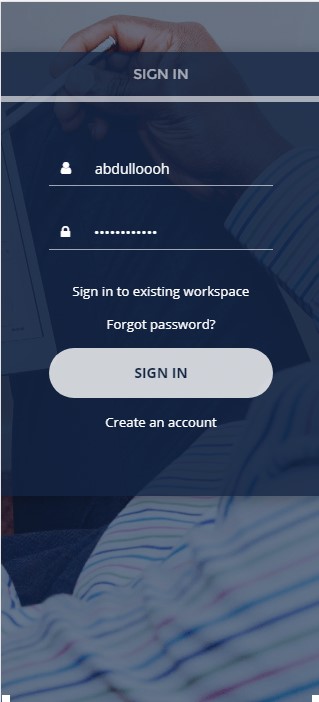 SIGN IN
abdulloooh
••••••••••••
Sign in to existing workspace
Forgot password?
SIGN IN
Create an account